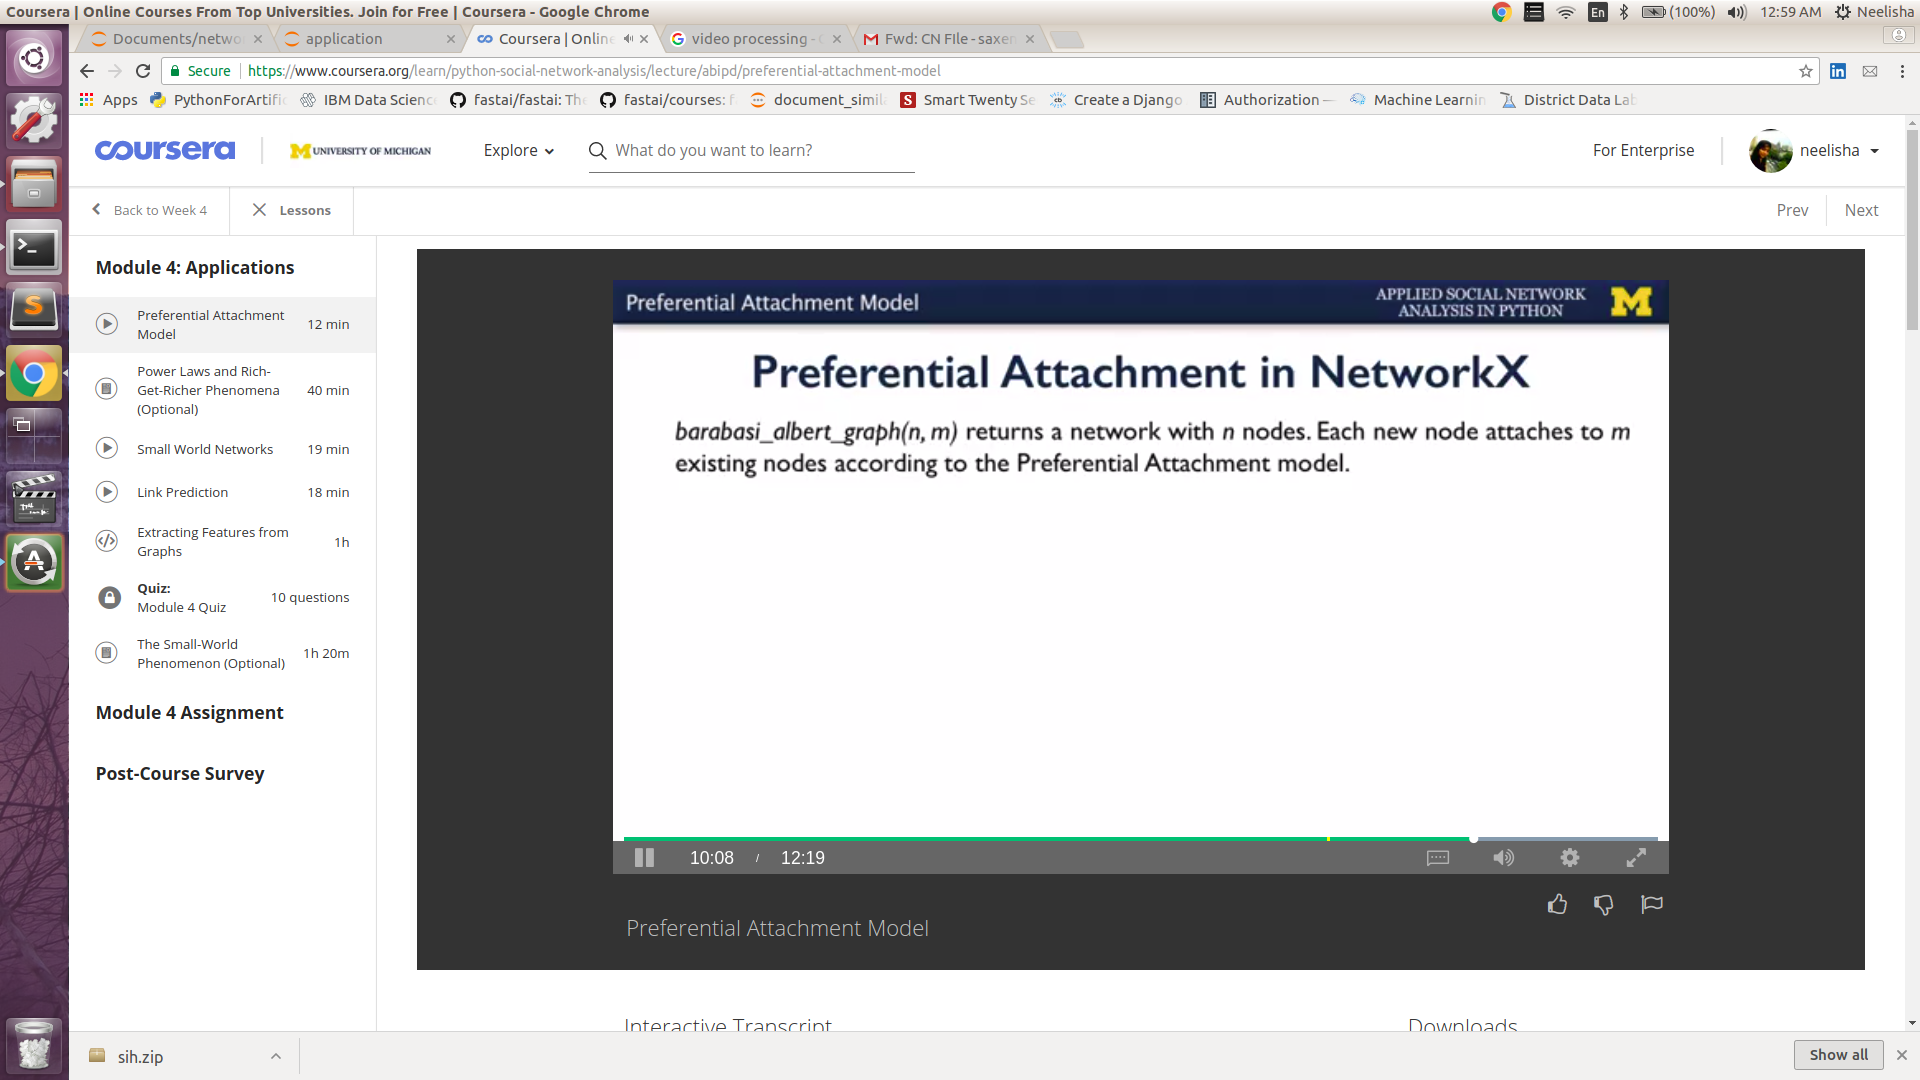 Coursera | Online Courses From Top Universities. Join for Free | Coursera - Google Chrome
En
(100%)
12:59 AM
Neelisha
Documents/netwo
application
Coursera | Onlin
video processing -
Fwd: CN FIle - saxe
Secure
https://www.coursera.org/learn/python-social-network-analysis/lecture/abipd/preferential-attachment-model
Apps
PythonForArtifi
IBM Data Scienc
fastai/fastai: Th
fastai/courses: f
document_simil
Smart Twenty Se
Create a Django
Authorization —
Machine Learnin
District Data Lab
coursera
UNIVERSITY OF MICHIGAN
Explore
What do you want to learn?
For Enterprise
neelisha
Back to Week 4
Lessons
Prev
Next
Module 4: Applications
Preferential Attachment
Model
12 min
Power Laws and Rich-
Get-Richer Phenomena
(Optional)
40 min
Small World Networks
19 min
Link Prediction
18 min
Extracting Features from
Graphs
1h
Quiz:
Module 4 Quiz
10 questions
The Small-World
Phenomenon (Optional)
1h 20m
Module 4 Assignment
Post-Course Survey
Preferential Attachment Model
APPLIED SOCIAL NETWORK
ANALYSIS IN PYTHON
M
Preferential Attachment in NetworkX
barabasi_albert_graph(n, m) returns a network with n nodes. Each new node attaches to m
existing nodes according to the Preferential Attachment model.
10:08 / 12:19
Preferential Attachment Model
Interactive Transcript
Downloads
sih.zip
Show all